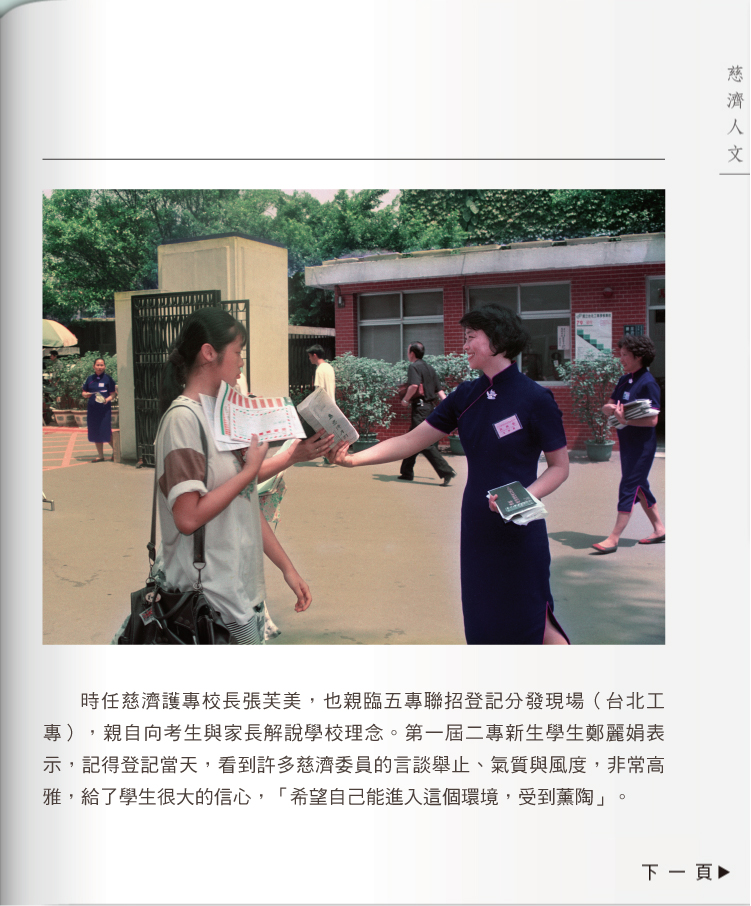 慈濟人文
時任慈濟護專校長張芙美，也親臨五專聯招登記分發現場（台北工
專），親自向考生與家長解說學校理念。第一屆二專新生學生鄭麗娟表
示，記得登記當天，看到許多慈濟委員的言談舉止、氣質與風度，非常高
雅，給了學生很大的信心，「希望自己能進入這個環境，受到薰陶」。
下一頁▶